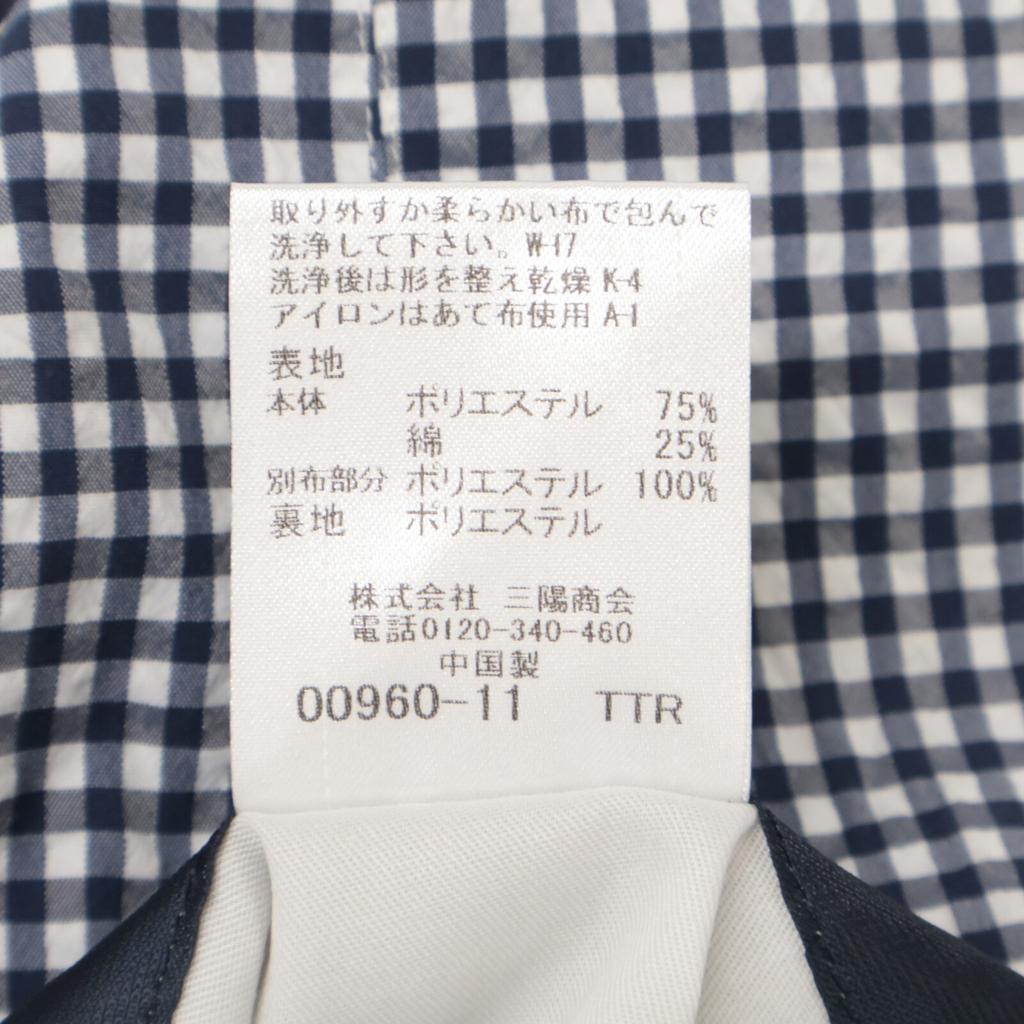 取り外すか柔らかい布で包んで
洗浄して下さい。W-17
洗浄後は形を整え乾燥 K-4
アイロンはあて布使用 A-1
表地
本体 ポリエステル 75%
綿 25%
別布部分 ポリエステル 100%
裏地 ポリエステル
株式会社 三陽商会
電話0120-340-460
中国製
00960-11 TTR